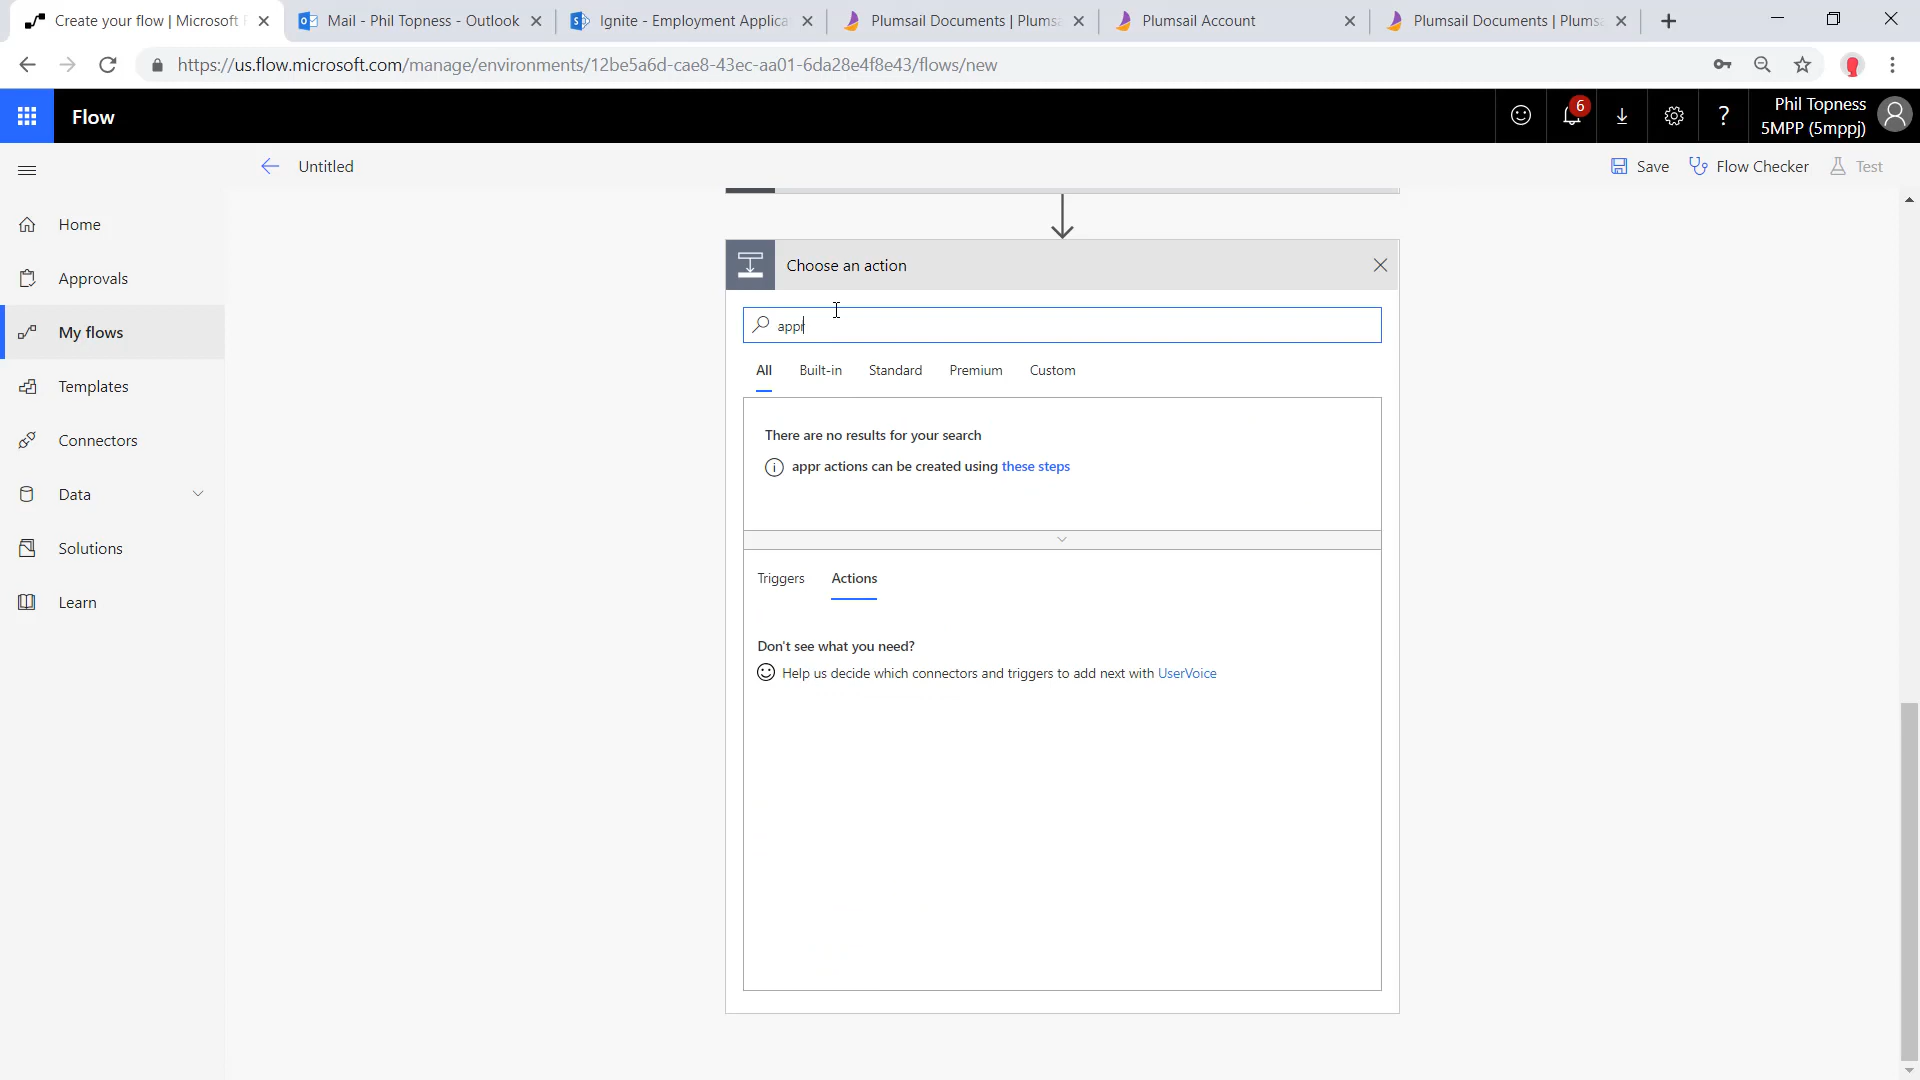 Create your flow | Microsoft F
Mail - Phil Topness - Outlook
Ignite - Employment Applica
Plumsail Documents | Plumsa
Plumsail Account
Plumsail Documents | Plumsa
https://us.flow.microsoft.com/manage/environments/12be5a6d-cae8-43ec-aa01-6da28e4f8e43/flows/new
Flow
6
?
Phil Topness
5MPP (5mppj)
Untitled
Save
Flow Checker
Test
Home
Approvals
My flows
Templates
Connectors
Data
Solutions
Learn
Choose an action
appr
All
Built-in
Standard
Premium
Custom
There are no results for your search
appr actions can be created using these steps
Triggers
Actions
Don't see what you need?
Help us decide which connectors and triggers to add next with UserVoice